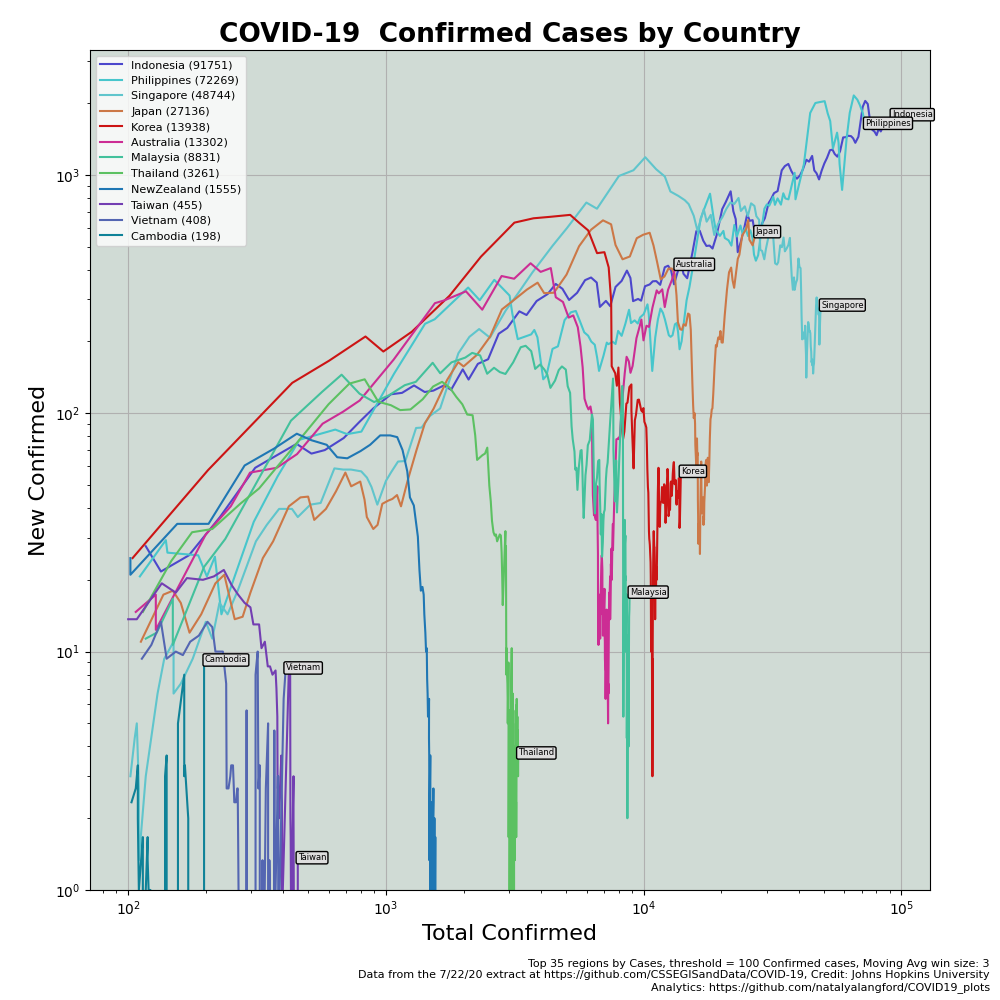 COVID-19  Confirmed Cases by Country
Indonesia (91751)
Philippines (72269)
Singapore (48744)
Japan (27136)
Korea (13938)
Australia (13302)
Malaysia (8831)
Thailand (3261)
NewZealand (1555)
Taiwan (455)
Vietnam (408)
Cambodia (198)
Indonesia
Philippines
Japan
Australia
Singapore
Korea
Malaysia
Cambodia
Vietnam
Thailand
Taiwan
New Confirmed
10³
10²
10¹
10⁰
10²
10³
10⁴
10⁵
Total Confirmed
Top 35 regions by Cases, threshold = 100 Confirmed cases, Moving Avg win size: 3
Data from the 7/22/20 extract at https://github.com/CSSEGISandData/COVID-19, Credit: Johns Hopkins University
Analytics: https://github.com/natalyalangford/COVID19_plots